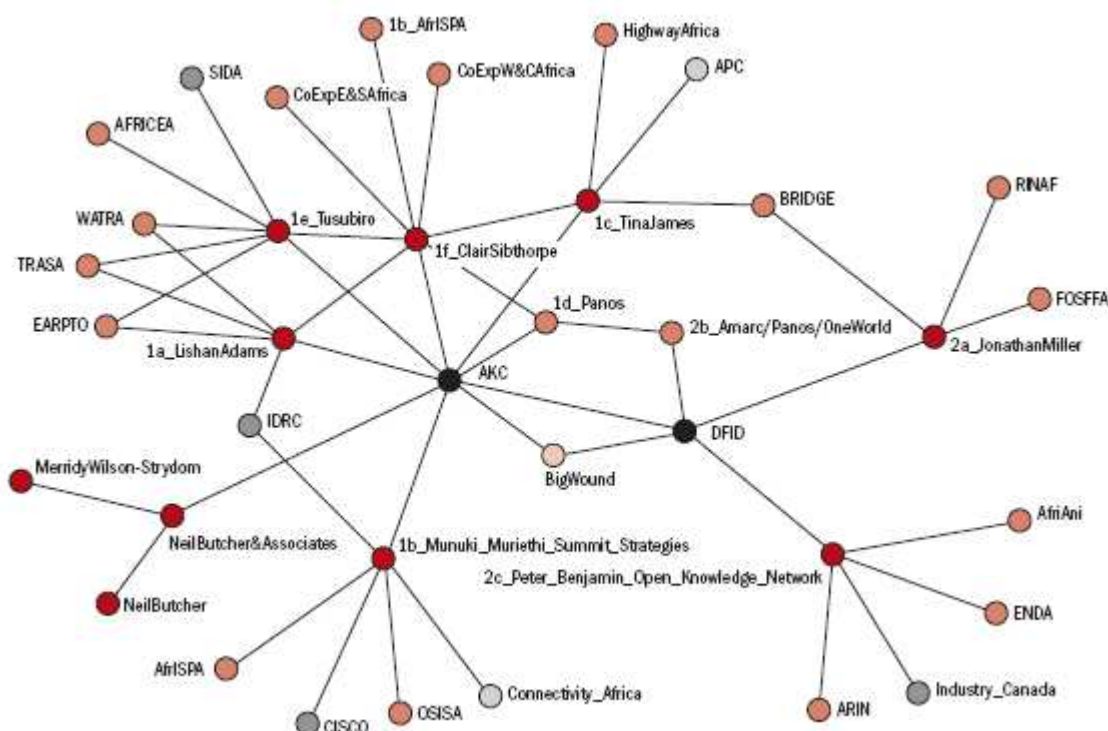 1b_AfrISPA
HighwayAfrica
SIDA
CoExpW&CAfrica
APC
CoExpE&SAfrica
AFRICEA
RINAF
WATRA
1e_Tusubiro
1c_TinaJames
BRIDGE
1f_ClairSibthorpe
TRASA
1d_Panos
FOSFFA
EARPTO
2b_Amarc/Panos/OneWorld
1a_LishanAdams
2a_JonathanMiller
AKC
IDRC
DFID
MerridyWilson-Strydom
BigWound
AfriAni
NeilButcher&Associates
1b_Munuki_Muriethi_Summit_Strategies
2c_Peter_Benjamin_Open_Knowledge_Network
NeilButcher
ENDA
AfrISPA
Connectivity_Africa
Industry_Canada
CISCO
OSISA
ARIN